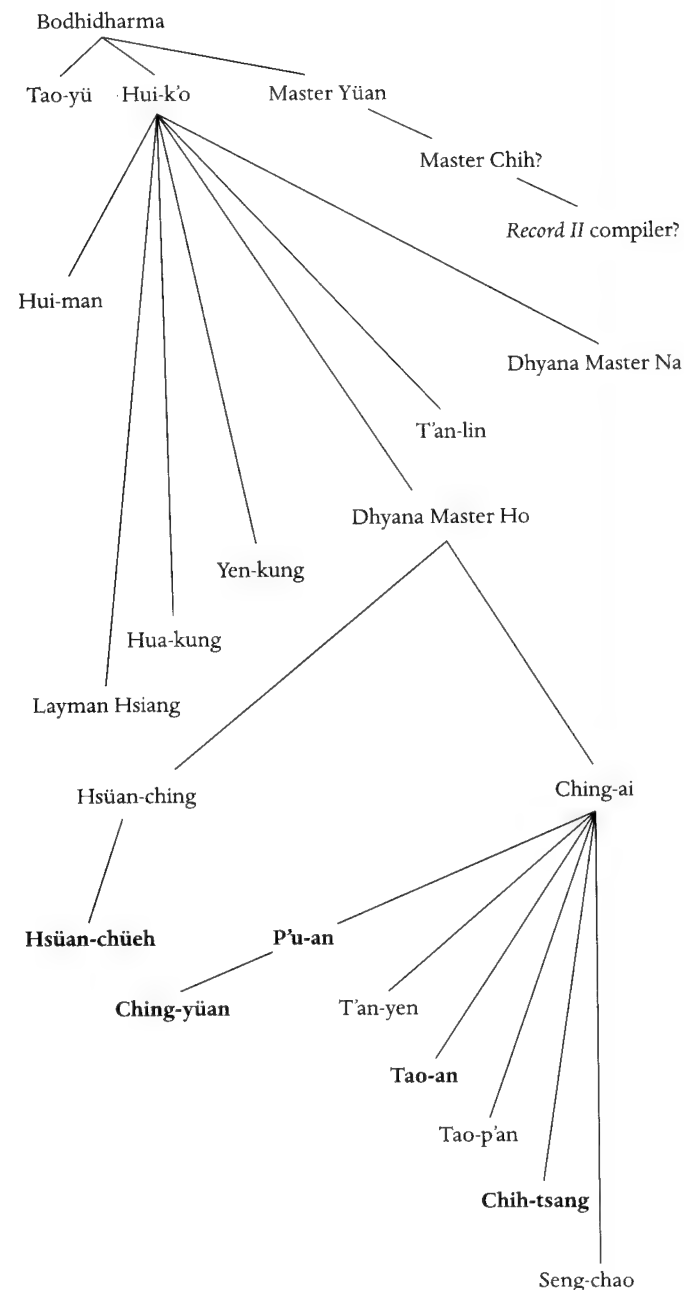 Bodhidharma
Tao-yü Hui-k'o Master Yüan
Master Chih?
Record II compiler?
Hui-man
Dhyana Master Na
T'an-lin
Dhyana Master Ho
Yen-kung
Hua-kung
Layman Hsiang
Hsüan-ching Ching-ai
Hsüan-chüeh P'u-an
Ching-yüan T'an-yen
Tao-an
Tao-p'an
Chih-tsang
Seng-chao